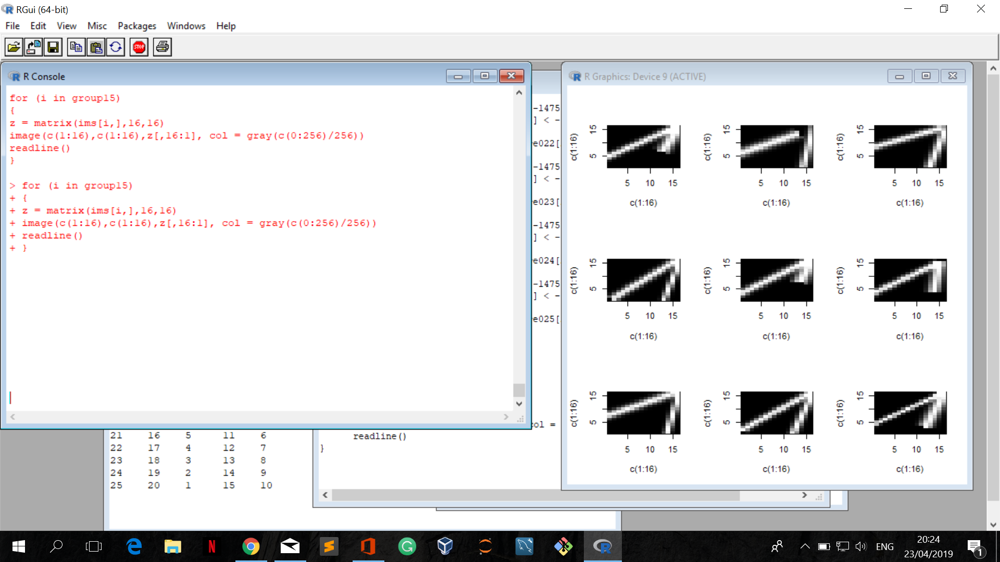 RGui (64-bit)
File Edit View Misc Packages Windows Help
STOP
R Console
for (i in group15)
{
z = matrix(ims[i,],16,16)
image(c(1:16),c(1:16),z[,16:1], col = gray(c(0:256)/256))
readline()
}
> for (i in group15)
+ {
+ z = matrix(ims[i,],16,16)
+ image(c(1:16),c(1:16),z[,16:1], col = gray(c(0:256)/256))
+ readline()
+ }
-1475
] < -
e022[
-1475
] < -
e023[
-1475
] < -
e024[
-1475
] < -
e025[
col =
readline()
}
21 16 5 11 6
22 17 4 12 7
23 18 3 13 8
24 19 2 14 9
25 20 1 15 10
R Graphics: Device 9 (ACTIVE)
c(1:16) 5 15 c(1:16) 5 15 c(1:16) 5 15
5 10 15 5 10 15 5 10 15
c(1:16) c(1:16) c(1:16)
c(1:16) 5 15 c(1:16) 5 15 c(1:16) 5 15
5 10 15 5 10 15 5 10 15
c(1:16) c(1:16) c(1:16)
c(1:16) 5 15 c(1:16) 5 15 c(1:16) 5 15
5 10 15 5 10 15 5 10 15
c(1:16) c(1:16) c(1:16)
ENG
20:24
23/04/2019
1